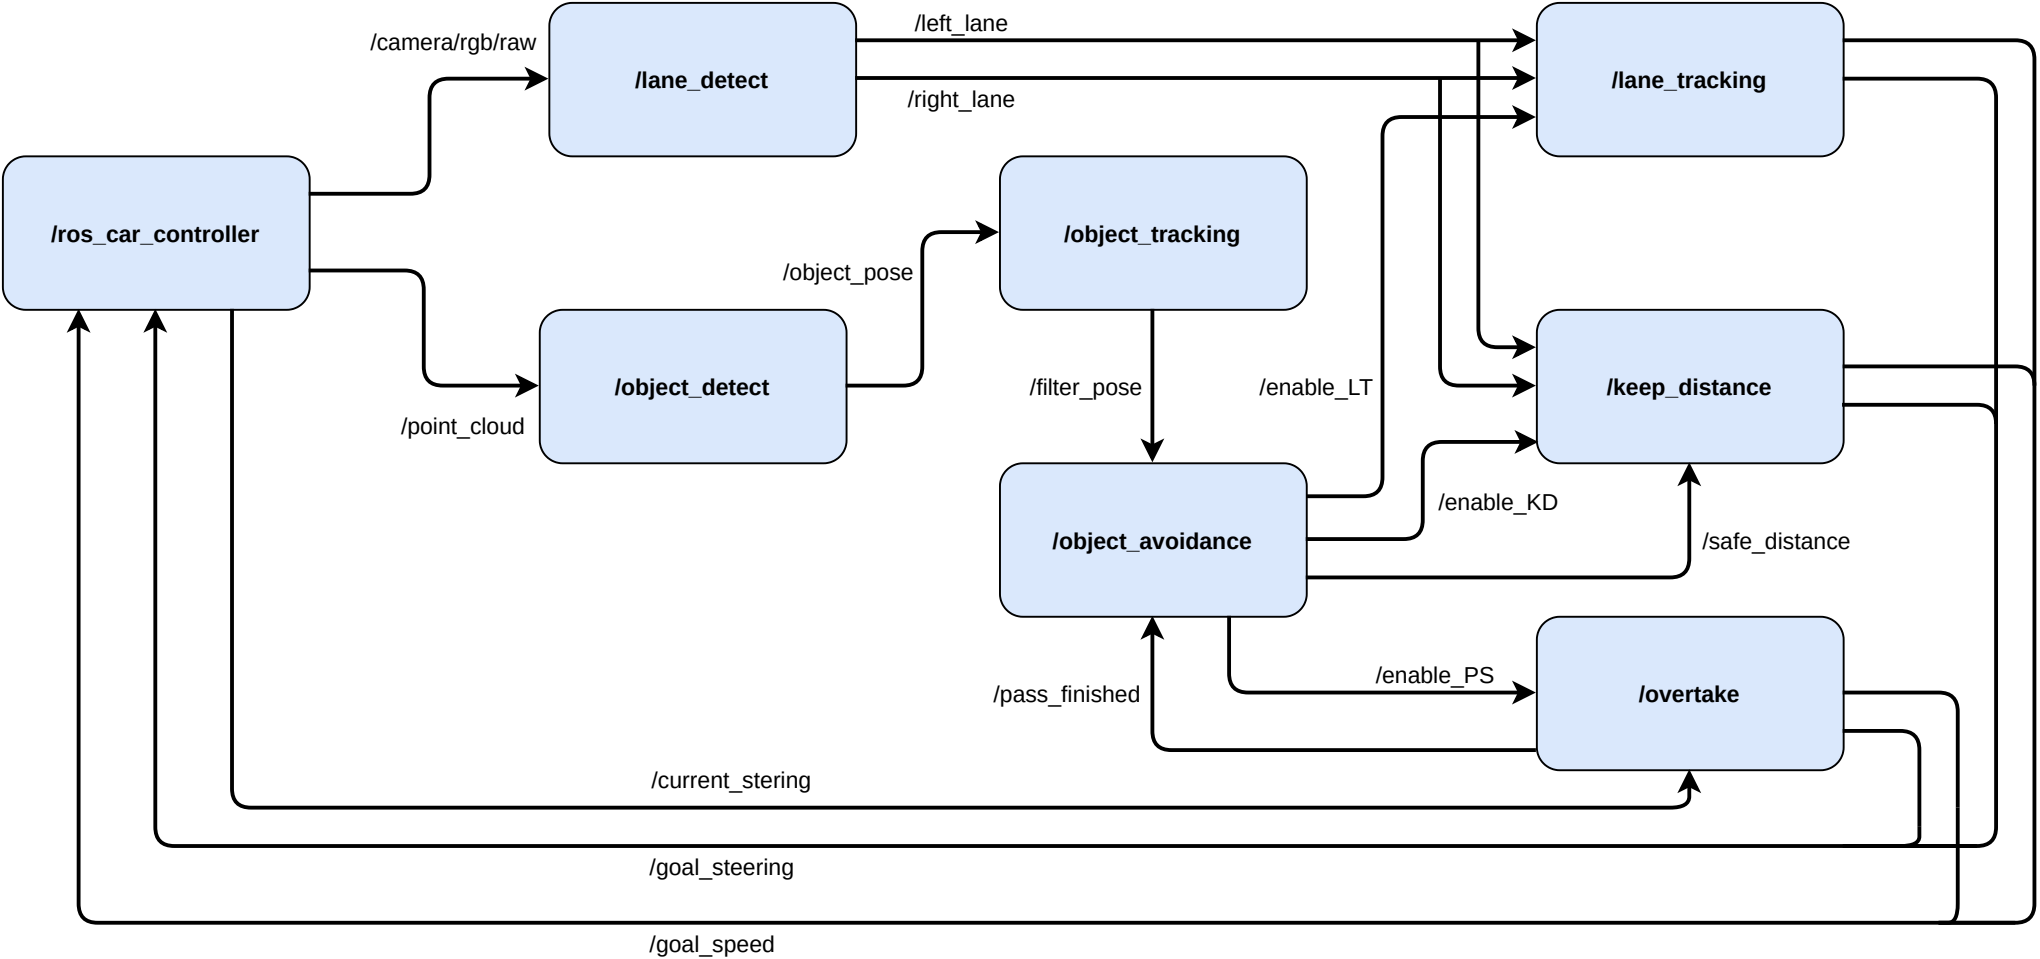 /left_lane
/camera/rgb/raw
/lane_detect
/lane_tracking
/right_lane
/ros_car_controller
/object_tracking
/object_pose
/object_detect
/filter_pose
/enable_LT
/keep_distance
/point_cloud
/enable_KD
/object_avoidance
/safe_distance
/enable_PS
/pass_finished
/overtake
/current_stering
/goal_steering
/goal_speed